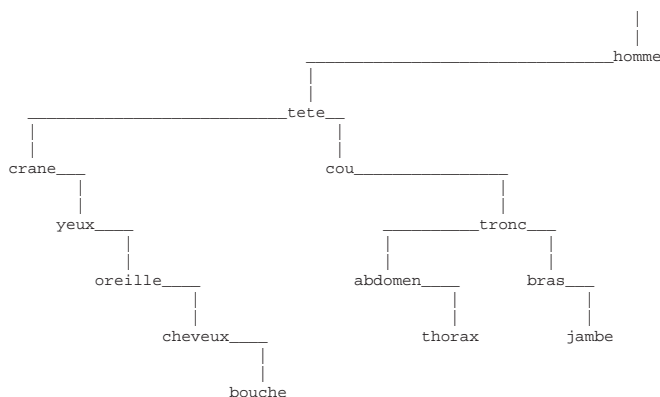 homme
tete
crane cou
yeux tronc
oreille abdomen bras
cheveux thorax jambe
bouche